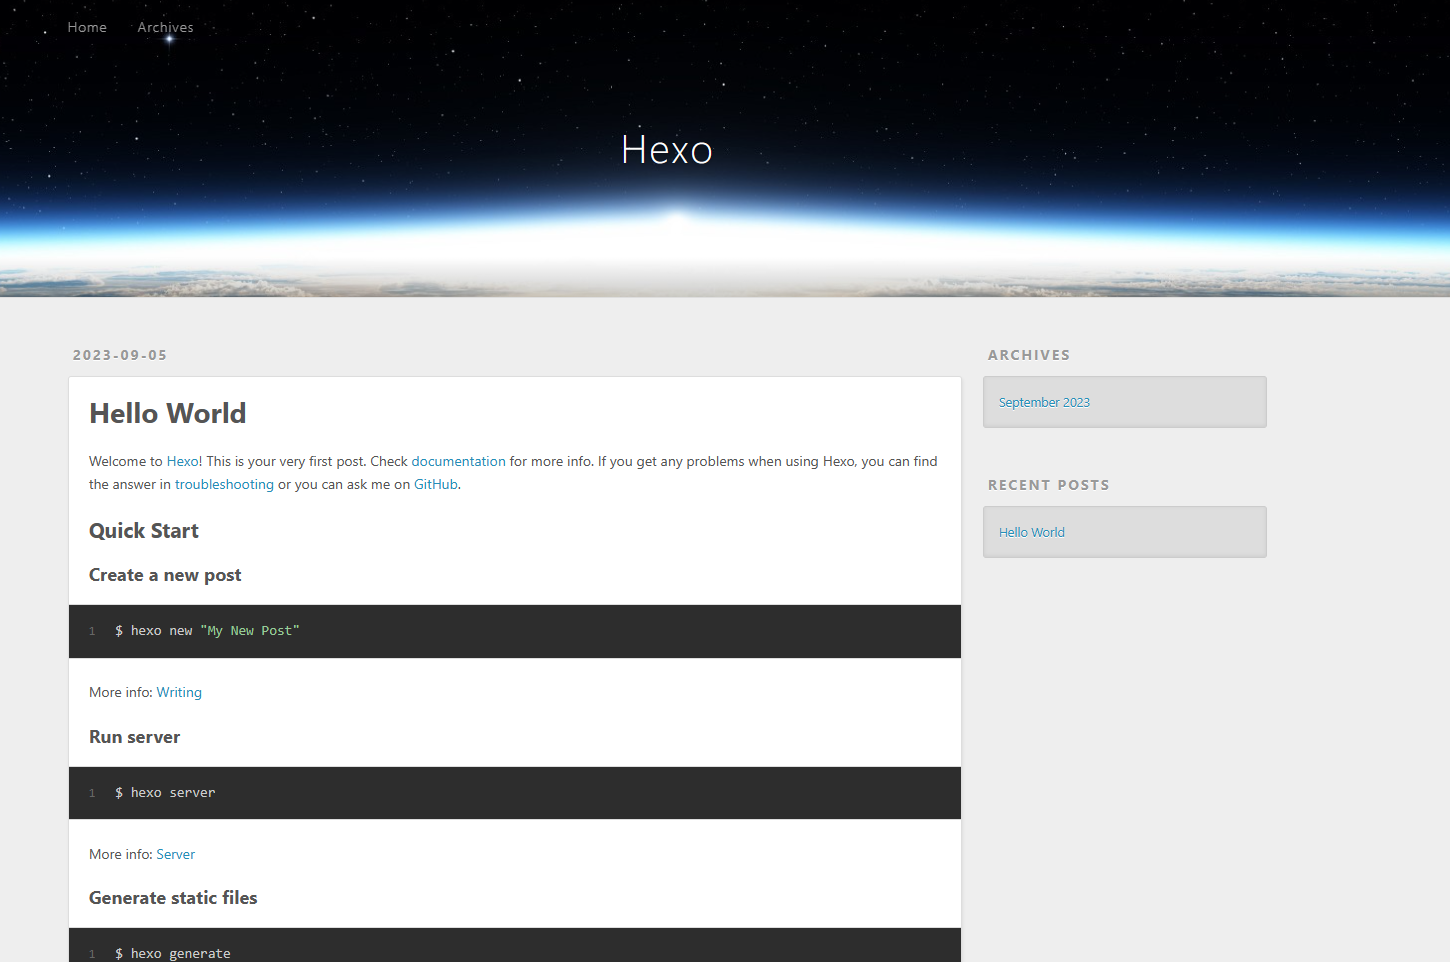 Home Archives
Hexo
2023-09-05
Hello World
Welcome to Hexo! This is your very first post. Check documentation for more info. If you get any problems when using Hexo, you can find
the answer in troubleshooting or you can ask me on GitHub.
Quick Start
Create a new post
1 $ hexo new "My New Post"
More info: Writing
Run server
1 $ hexo server
More info: Server
Generate static files
1 $ hexo generate
ARCHIVES
September 2023
RECENT POSTS
Hello World